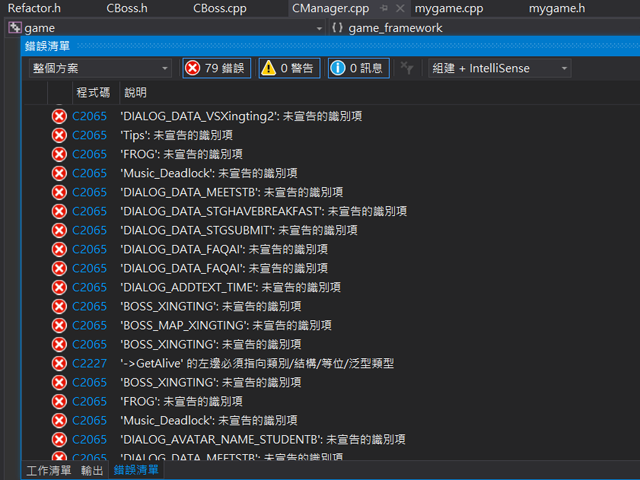 Refactor.h CBoss.h CBoss.cpp CManager.cpp mygame.cpp mygame.h
game {} game_framework
錯誤清單
整個方案 79 錯誤 0 警告 0 訊息 組建 + IntelliSense
程式碼 說明
C2065 'DIALOG_DATA_VSXingting2': 未宣告的識別項
C2065 'Tips': 未宣告的識別項
C2065 'FROG': 未宣告的識別項
C2065 'Music_Deadlock': 未宣告的識別項
C2065 'DIALOG_DATA_MEETSTB': 未宣告的識別項
C2065 'DIALOG_DATA_STGHAVEBREAKFAST': 未宣告的識別項
C2065 'DIALOG_DATA_STGSUBMIT': 未宣告的識別項
C2065 'DIALOG_DATA_FAQAI': 未宣告的識別項
C2065 'DIALOG_DATA_FAQAI': 未宣告的識別項
C2065 'DIALOG_ADDTEXT_TIME': 未宣告的識別項
C2065 'BOSS_XINGTING': 未宣告的識別項
C2065 'BOSS_MAP_XINGTING': 未宣告的識別項
C2065 'BOSS_XINGTING': 未宣告的識別項
C2227 '->GetAlive' 的左邊必須指向類別/結構/等位/泛型類型
C2065 'BOSS_XINGTING': 未宣告的識別項
C2065 'FROG': 未宣告的識別項
C2065 'Music_Deadlock': 未宣告的識別項
C2065 'DIALOG_AVATAR_NAME_STUDENTB': 未宣告的識別項
C2065 'DIALOG_DATA_MEETSTB': 未宣告的識別項
工作清單 輸出 錯誤清單